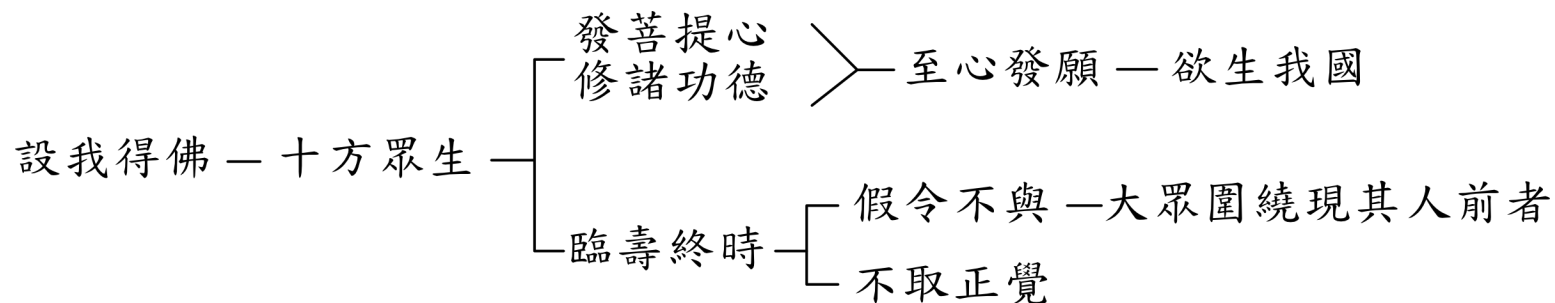 設我得佛 — 十方眾生
發菩提心
修諸功德
至心發願 — 欲生我國
臨壽終時
假令不與 — 大眾圍繞現其人前者
不取正覺